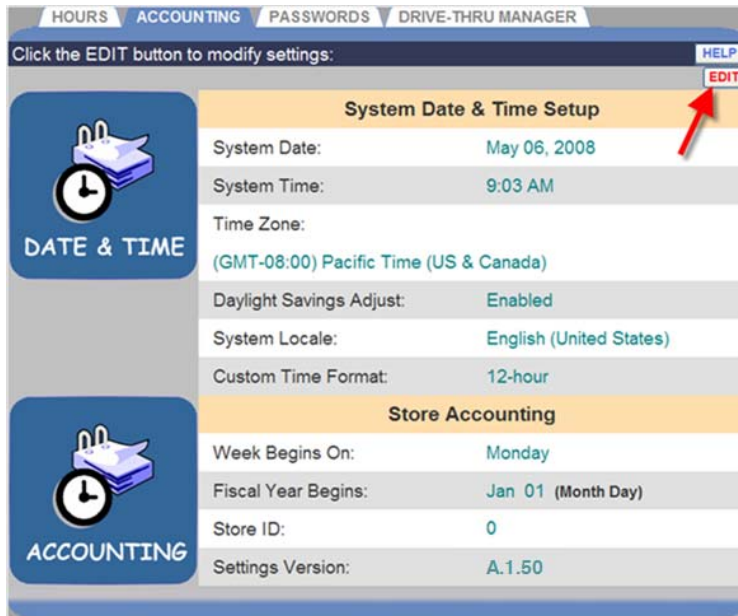 HOURS ACCOUNTING PASSWORDS DRIVE-THRU MANAGER
Click the EDIT button to modify settings: HELP
EDIT
System Date & Time Setup
System Date: May 06, 2008
System Time: 9:03 AM
Time Zone:
DATE & TIME
(GMT-08:00) Pacific Time (US & Canada)
Daylight Savings Adjust: Enabled
System Locale: English (United States)
Custom Time Format: 12-hour
Store Accounting
Week Begins On: Monday
Fiscal Year Begins: Jan 01 (Month Day)
Store ID: 0
ACCOUNTING
Settings Version: A.1.50